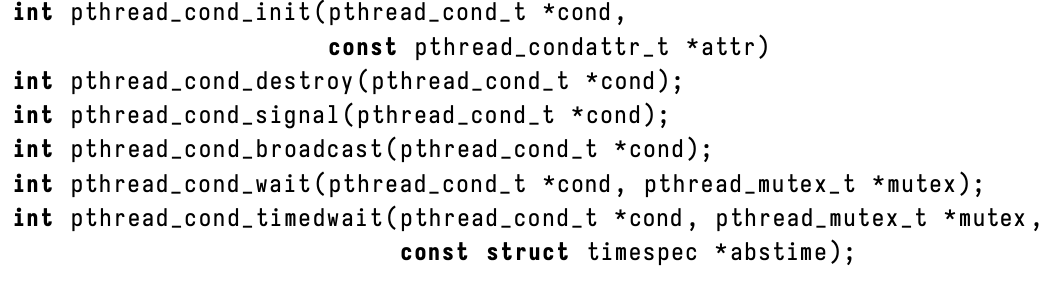 int pthread_cond_init(pthread_cond_t *cond,
const pthread_condattr_t *attr)
int pthread_cond_destroy(pthread_cond_t *cond);
int pthread_cond_signal(pthread_cond_t *cond);
int pthread_cond_broadcast(pthread_cond_t *cond);
int pthread_cond_wait(pthread_cond_t *cond, pthread_mutex_t *mutex);
int pthread_cond_timedwait(pthread_cond_t *cond, pthread_mutex_t *mutex,
const struct timespec *abstime);